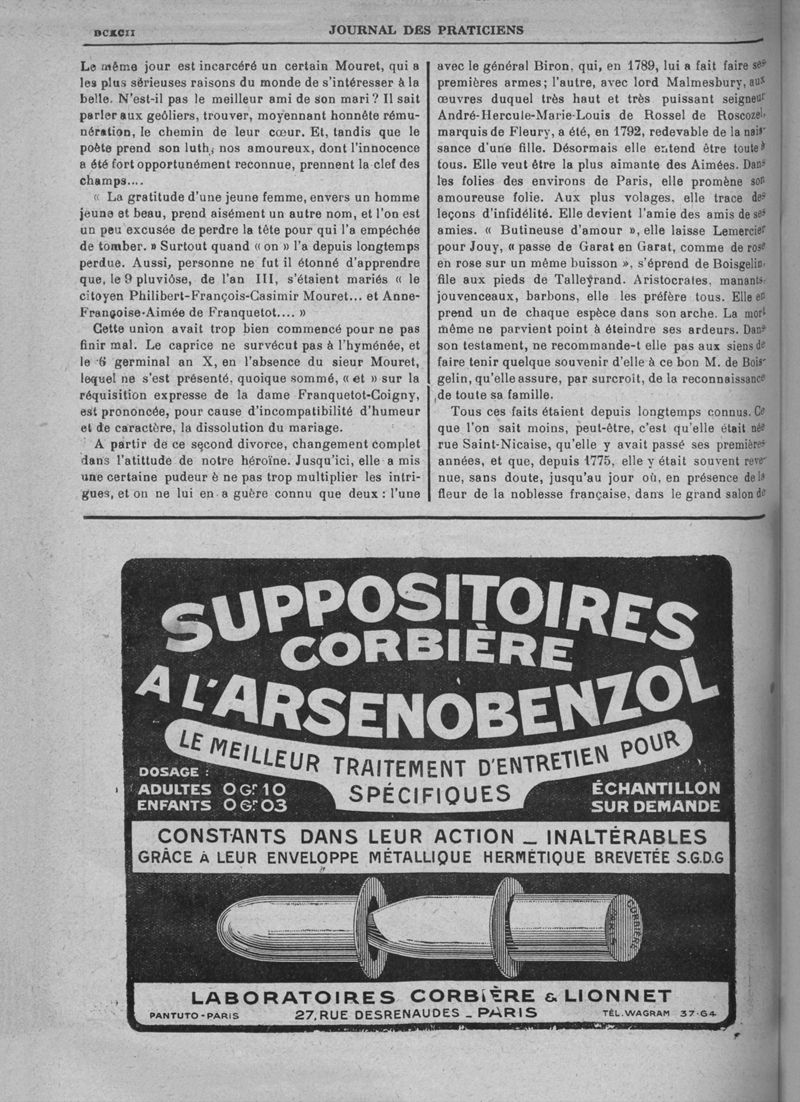 DCXCII
JOURNAL DES PRATICIENS
Le même jour est incarcéré un certain Mouret, qui a
les plus sérieuses raisons du monde de s'intéresser à la
belle. N'est-il pas le meilleur ami de son mari? Il sait
parler aux geôliers, trouver, moyennant honnête rému-
nération, le chemin de leur cœur. Et, tandis que le
poète prend son luth, nos amoureux, dont l'innocence
a été fort opportunément reconnue, prennent la clef des
champs....
« La gratitude d'une jeune femme, envers un homme
jeune et beau, prend aisément un autre nom, et l'on est
un peu excusée de perdre la tête pour qui l'a empêchée
de tomber. » Surtout quand « on » l'a depuis longtemps
perdue. Aussi, personne ne fut il étonné d'apprendre
que, le 9 pluviôse, de l'an III, s'étaient mariés « le
citoyen Philibert-François-Casimir Mouret... et Anne-
Françoise-Aimée de Franquetot.... »
Cette union avait trop bien commencé pour ne pas
finir mal. Le caprice ne survécut pas à l'hyménée, et
le 6 germinal an X, en l'absence du sieur Mouret,
lequel ne s'est présenté, quoique sommé, « et » sur la
réquisition expresse de la dame Franquetot-Coigny,
est prononcée, pour cause d'incompatibilité d'humeur
et de caractère, la dissolution du mariage.
A partir de ce second divorce, changement complet
dans l'atittude de notre héroïne. Jusqu'ici, elle a mis
une certaine pudeur è ne pas trop multiplier les intri-
gues, et on ne lui en a guère connu que deux : l'une
avec le général Biron, qui, en 1789, lui a fait faire ses
premières armes; l'autre, avec lord Malmesbury, aux
œuvres duquel très haut et très puissant seigneur
André-Hercule-Marie-Louis de Rossel de Roscozel,
marquis de Fleury, a été, en 1792, redevable de la nais-
sance d'une fille. Désormais elle entend être toute à
tous. Elle veut être la plus aimante des Aimées. Dans
les folies des environs de Paris, elle promène son
amoureuse folie. Aux plus volages, elle trace des
leçons d'infidélité. Elle devient l'amie des amis de ses
amies. « Butineuse d'amour », elle laisse Lemercier
pour Jouy, « passe de Garat en Garat, comme de rose
en rose sur un même buisson », s'éprend de Boisgelin,
file aux pieds de Talleyrand. Aristocrates, manants,
jouvenceaux, barbons, elle les préfère tous. Elle en
prend un de chaque espèce dans son arche. La mort
même ne parvient point à éteindre ses ardeurs. Dans
son testament, ne recommande-t elle pas aux siens de
faire tenir quelque souvenir d'elle à ce bon M. de Bois-
gelin, qu'elle assure, par surcroit, de la reconnaissance
de toute sa famille.
Tous ces faits étaient depuis longtemps connus. Ce
que l'on sait moins, peut-être, c'est qu'elle était née
rue Saint-Nicaise, qu'elle y avait passé ses premières
années, et que, depuis 1775, elle y était souvent reve-
nue, sans doute, jusqu'au jour où, en présence de la
fleur de la noblesse française, dans le grand salon de
SUPPOSITOIRES
CORBIÈRE
A L'ARSENOBENZOL
LE MEILLEUR TRAITEMENT D'ENTRETIEN POUR
SPÉCIFIQUES
DOSAGE :
ADULTES 0 Gr 10
ENFANTS 0 Gr 03
ÉCHANTILLON
SUR DEMANDE
CONSTANTS DANS LEUR ACTION _ INALTÉRABLES
GRÂCE A LEUR ENVELOPPE MÉTALLIQUE HERMÉTIQUE BREVETÉE S.G.D.G
CORBIÈRE
PARIS
LABORATOIRES CORBIÈRE & LIONNET
PANTUTO-PARIS
27, RUE DESRENAUDES _ PARIS
TÉL. WAGRAM 37-64